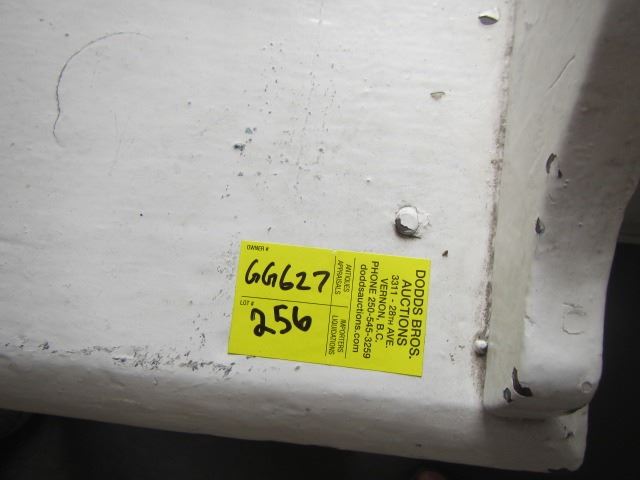 OWNER #
GG627
LOT #
256
ANTIQUES
APPRAISALS
IMPORTERS
LIQUIDATIONS
DODDS BROS.
AUCTIONS
3311 - 28TH AVE.
VERNON, B.C.
PHONE 250-545-3259
doddsauctions.com